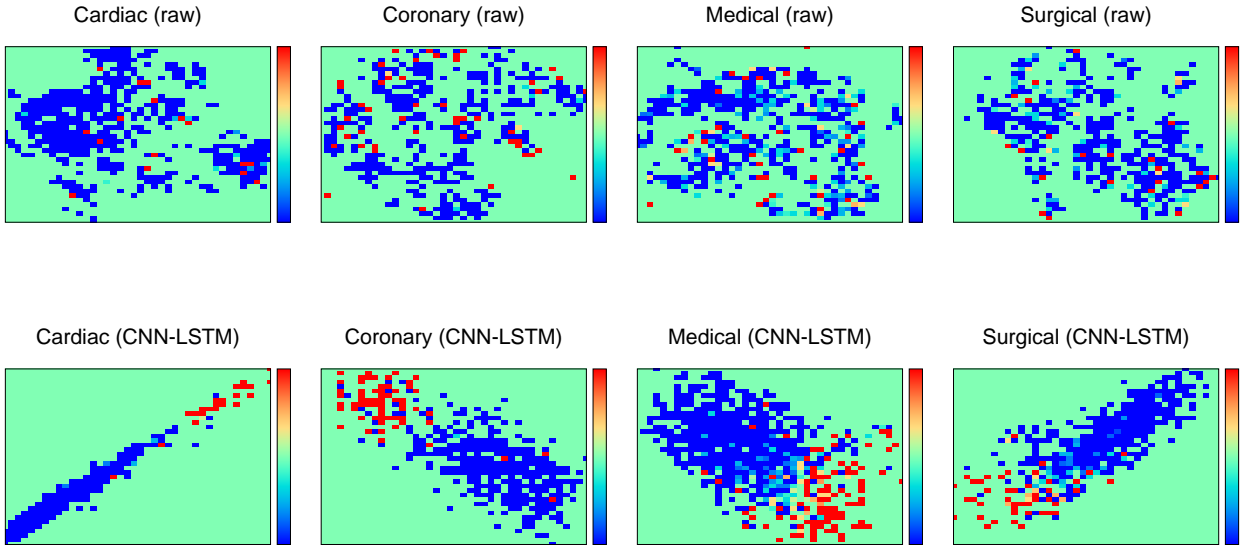 Cardiac (raw)
Coronary (raw)
Medical (raw)
Surgical (raw)
Cardiac (CNN-LSTM)
Coronary (CNN-LSTM)
Medical (CNN-LSTM)
Surgical (CNN-LSTM)